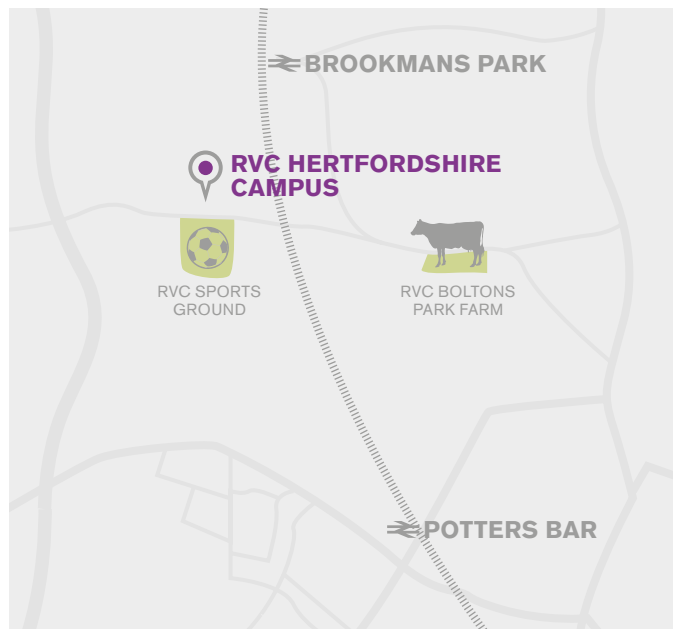 BROOKMANS PARK
RVC HERTFORDSHIRE
CAMPUS
RVC SPORTS
GROUND
RVC BOLTONS
PARK FARM
POTTERS BAR